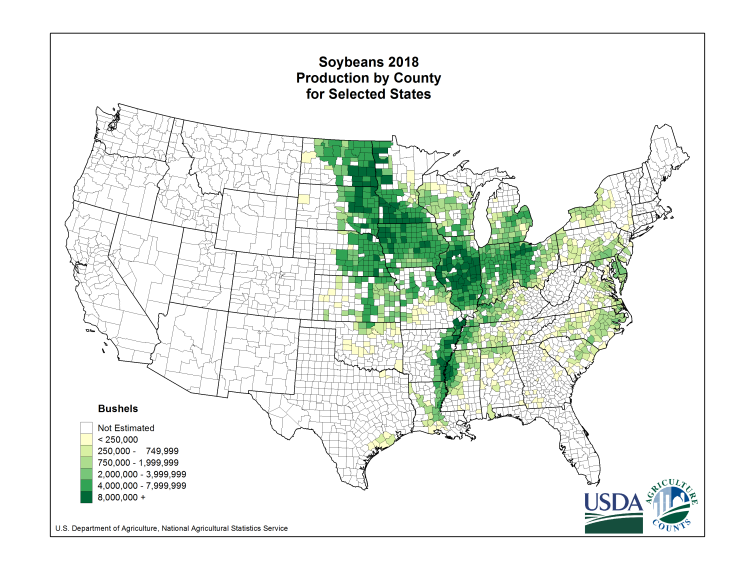 Soybeans 2018
Production by County
for Selected States
Bushels
Not Estimated
< 250,000
250,000 - 749,999
750,000 - 1,999,999
2,000,000 - 3,999,999
4,000,000 - 7,999,999
8,000,000 +
USDA
AGRICULTURE
COUNTS
U.S. Department of Agriculture, National Agricultural Statistics Service